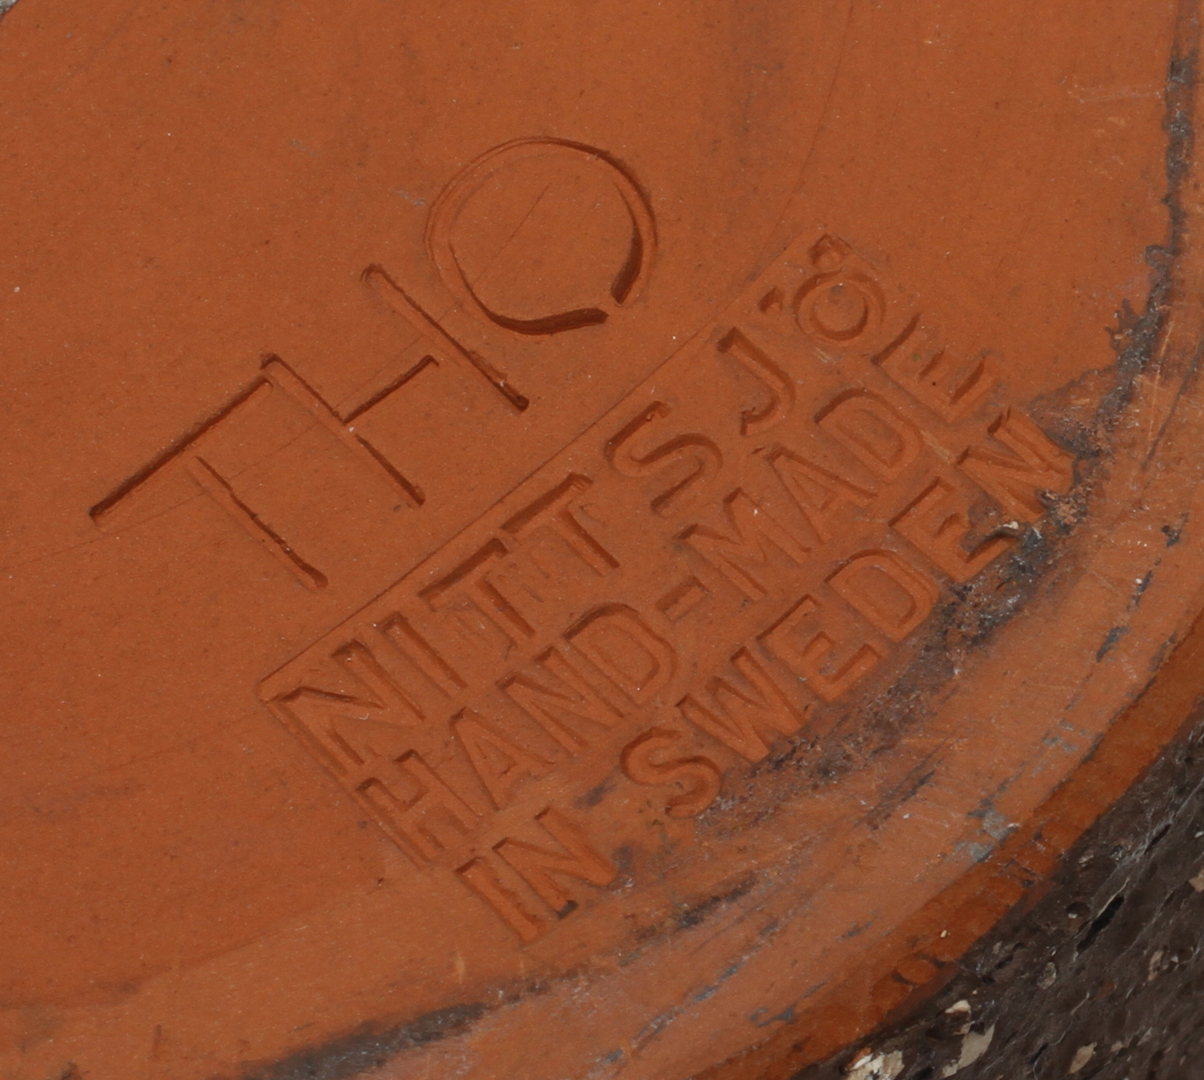 THO
NITTSJÖ
HAND-MADE
IN SWEDEN